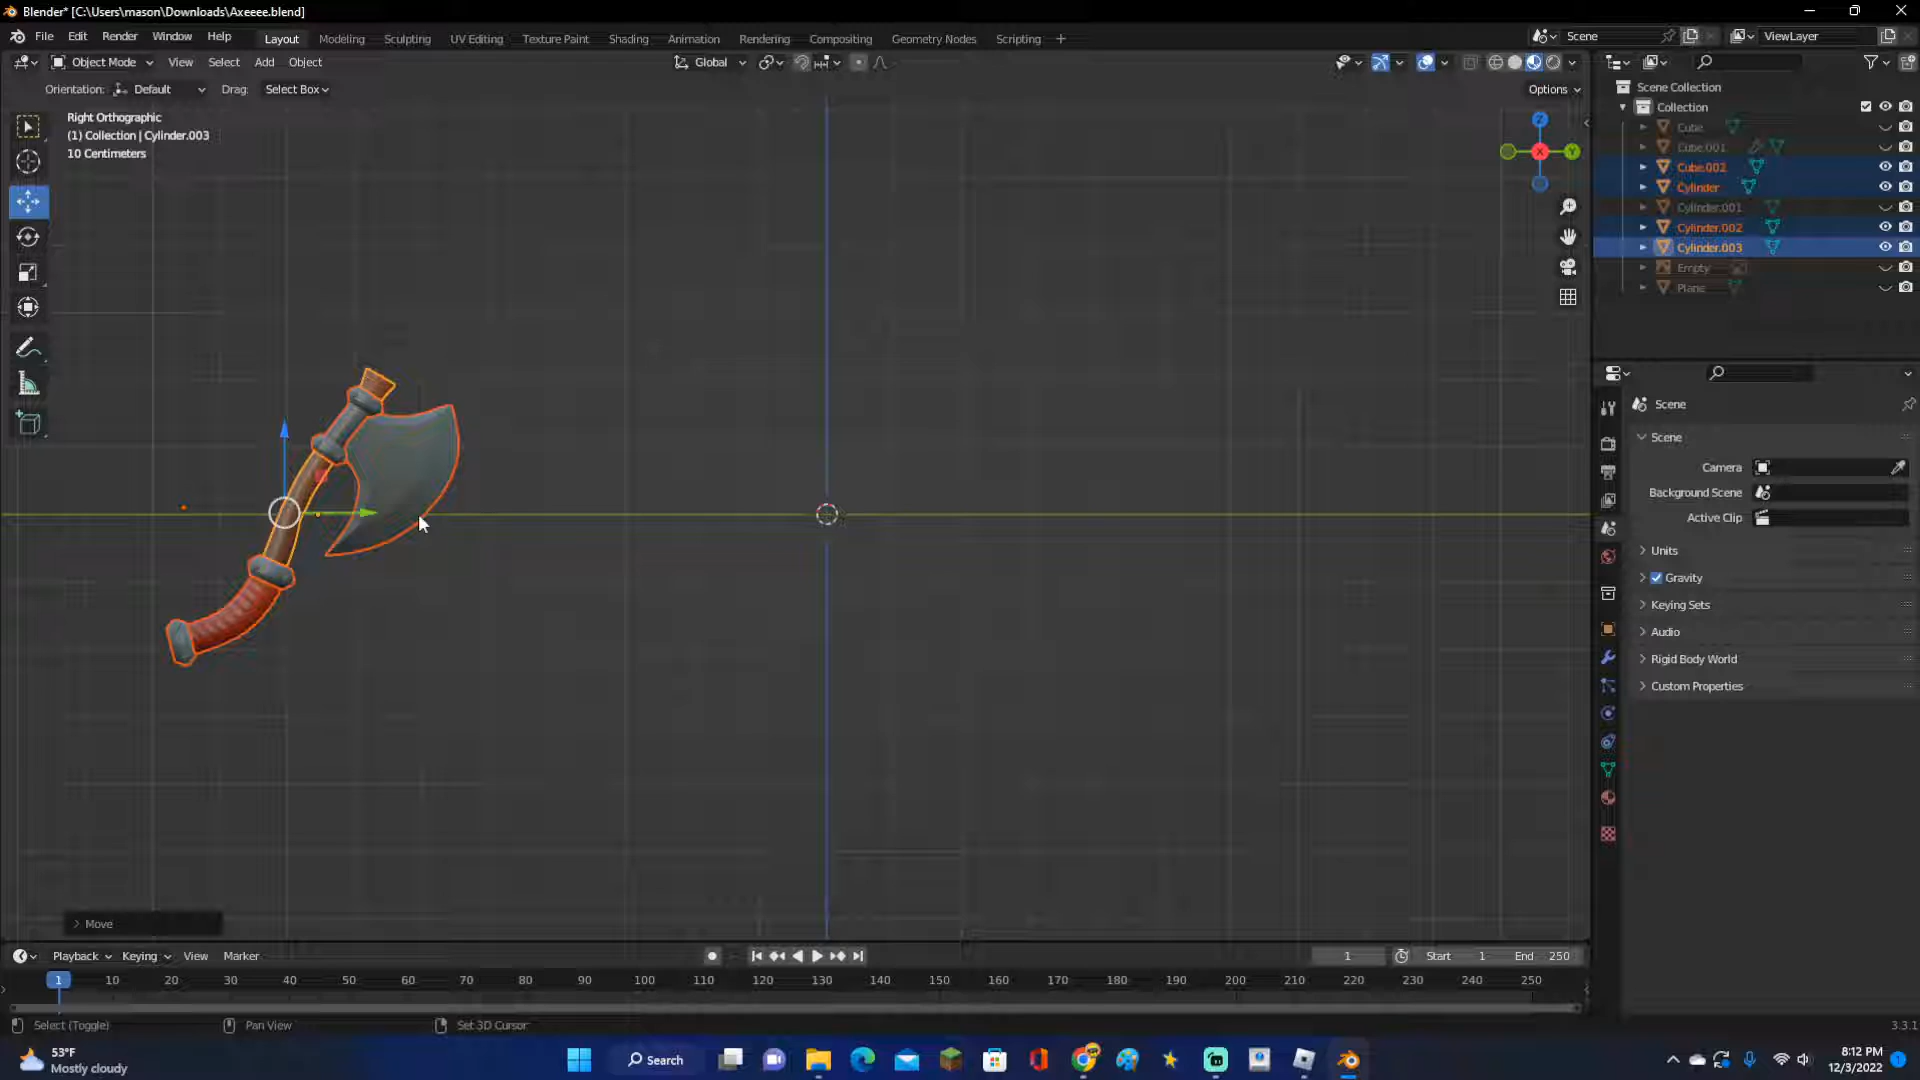 Blender* [C:\Users\mason\Downloads\Axeeee.blend]
File Edit Render Window Help Layout Modeling Sculpting UV Editing Texture Paint Shading Animation Rendering Compositing Geometry Nodes Scripting + Scene ViewLayer
Object Mode View Select Add Object Global
Orientation: Default Drag: Select Box Options
Right Orthographic
(1) Collection | Cylinder.003
10 Centimeters
Z
X
Y
Scene Collection
Collection
Cube
Cube.001
Cube.002
Cylinder
Cylinder.001
Cylinder.002
Cylinder.003
Empty
Plane
Scene
Scene
Camera
Background Scene
Active Clip
Units
Gravity
Keying Sets
Audio
Rigid Body World
Custom Properties
Move
Playback Keying View Marker 1 Start 1 End 250
1 10 20 30 40 50 60 70 80 90 100 110 120 130 140 150 160 170 180 190 200 210 220 230 240 250
Select (Toggle) Pan View Set 3D Cursor 3.3.1
53°F
Mostly cloudy
Search
8:12 PM
12/3/2022
1